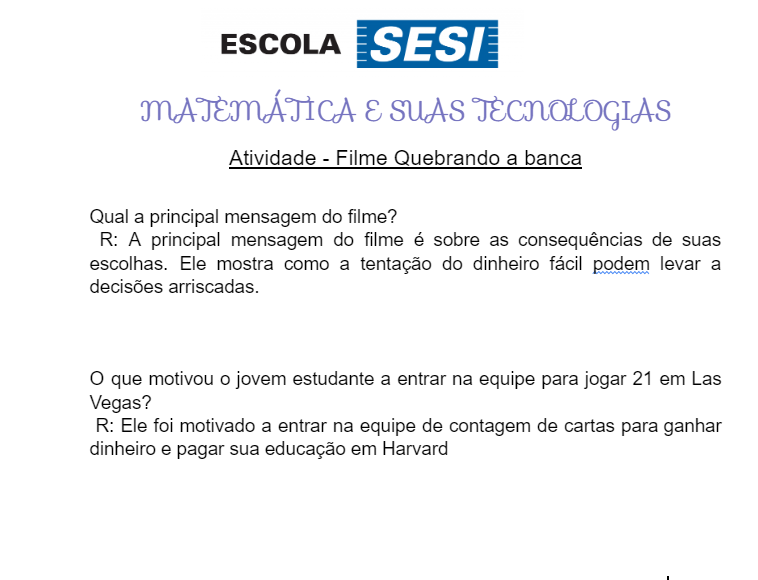 ESCOLA SESI
MATEMÁTICA E SUAS TECNOLOGIAS
Atividade - Filme Quebrando a banca
Qual a principal mensagem do filme?
R: A principal mensagem do filme é sobre as consequências de suas
escolhas. Ele mostra como a tentação do dinheiro fácil podem levar a
decisões arriscadas.
O que motivou o jovem estudante a entrar na equipe para jogar 21 em Las
Vegas?
R: Ele foi motivado a entrar na equipe de contagem de cartas para ganhar
dinheiro e pagar sua educação em Harvard